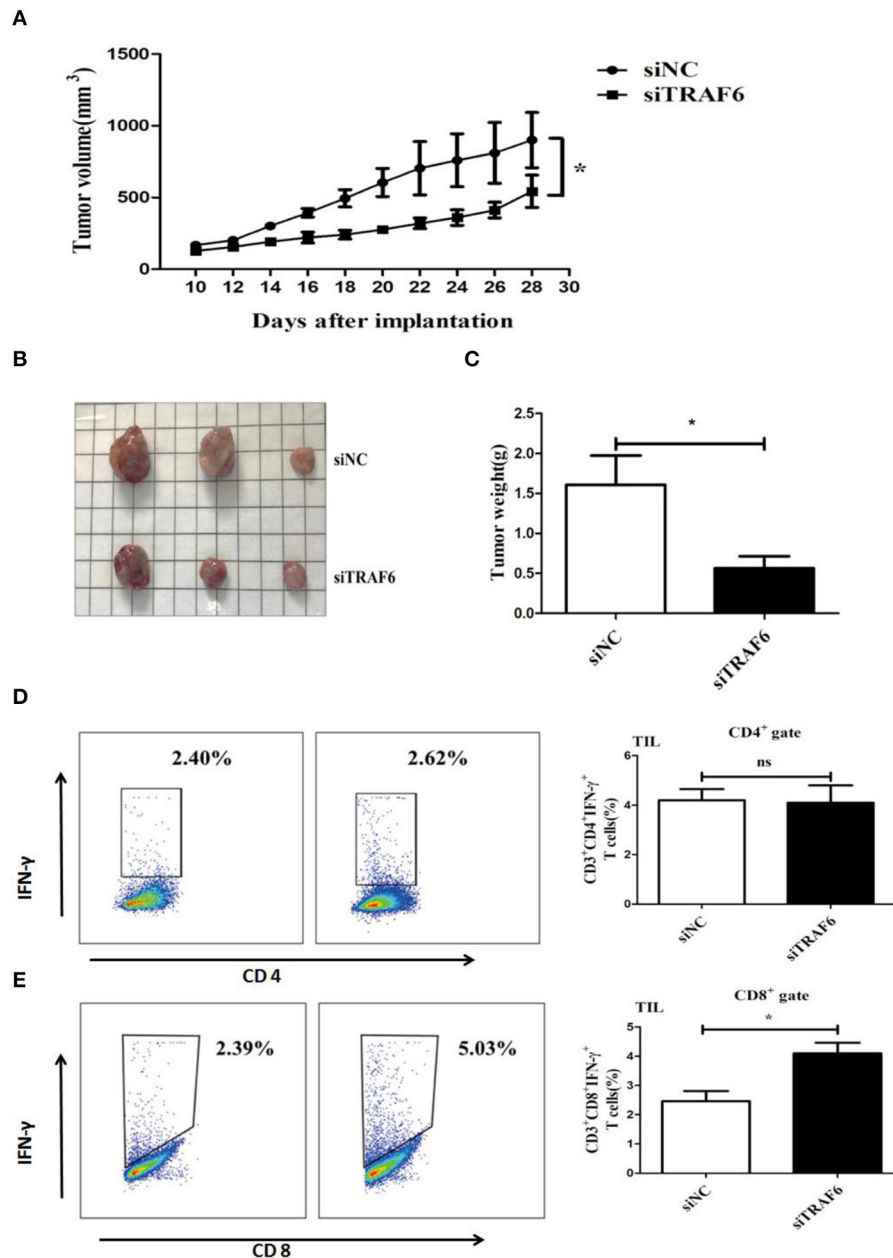 A
1500
1000
500
0
Tumor volume(mm³)
10 12 14 16 18 20 22 24 26 28 30
Days after implantation
siNC
siTRAF6
*
B
siNC
siTRAF6
C
2.5
2.0
1.5
1.0
0.5
0.0
Tumor weight(g)
*
siNC
siTRAF6
D
2.40%
2.62%
IFN-γ
CD 4
TIL
CD4⁺ gate
ns
6
4
2
0
CD3⁺CD4⁺IFN-γ⁺
T cells(%)
siNC
siTRAF6
E
2.39%
5.03%
IFN-γ
CD 8
TIL
CD8⁺ gate
*
5
4
3
2
1
0
CD3⁺CD8⁺IFN-γ⁺
T cells(%)
siNC
siTRAF6